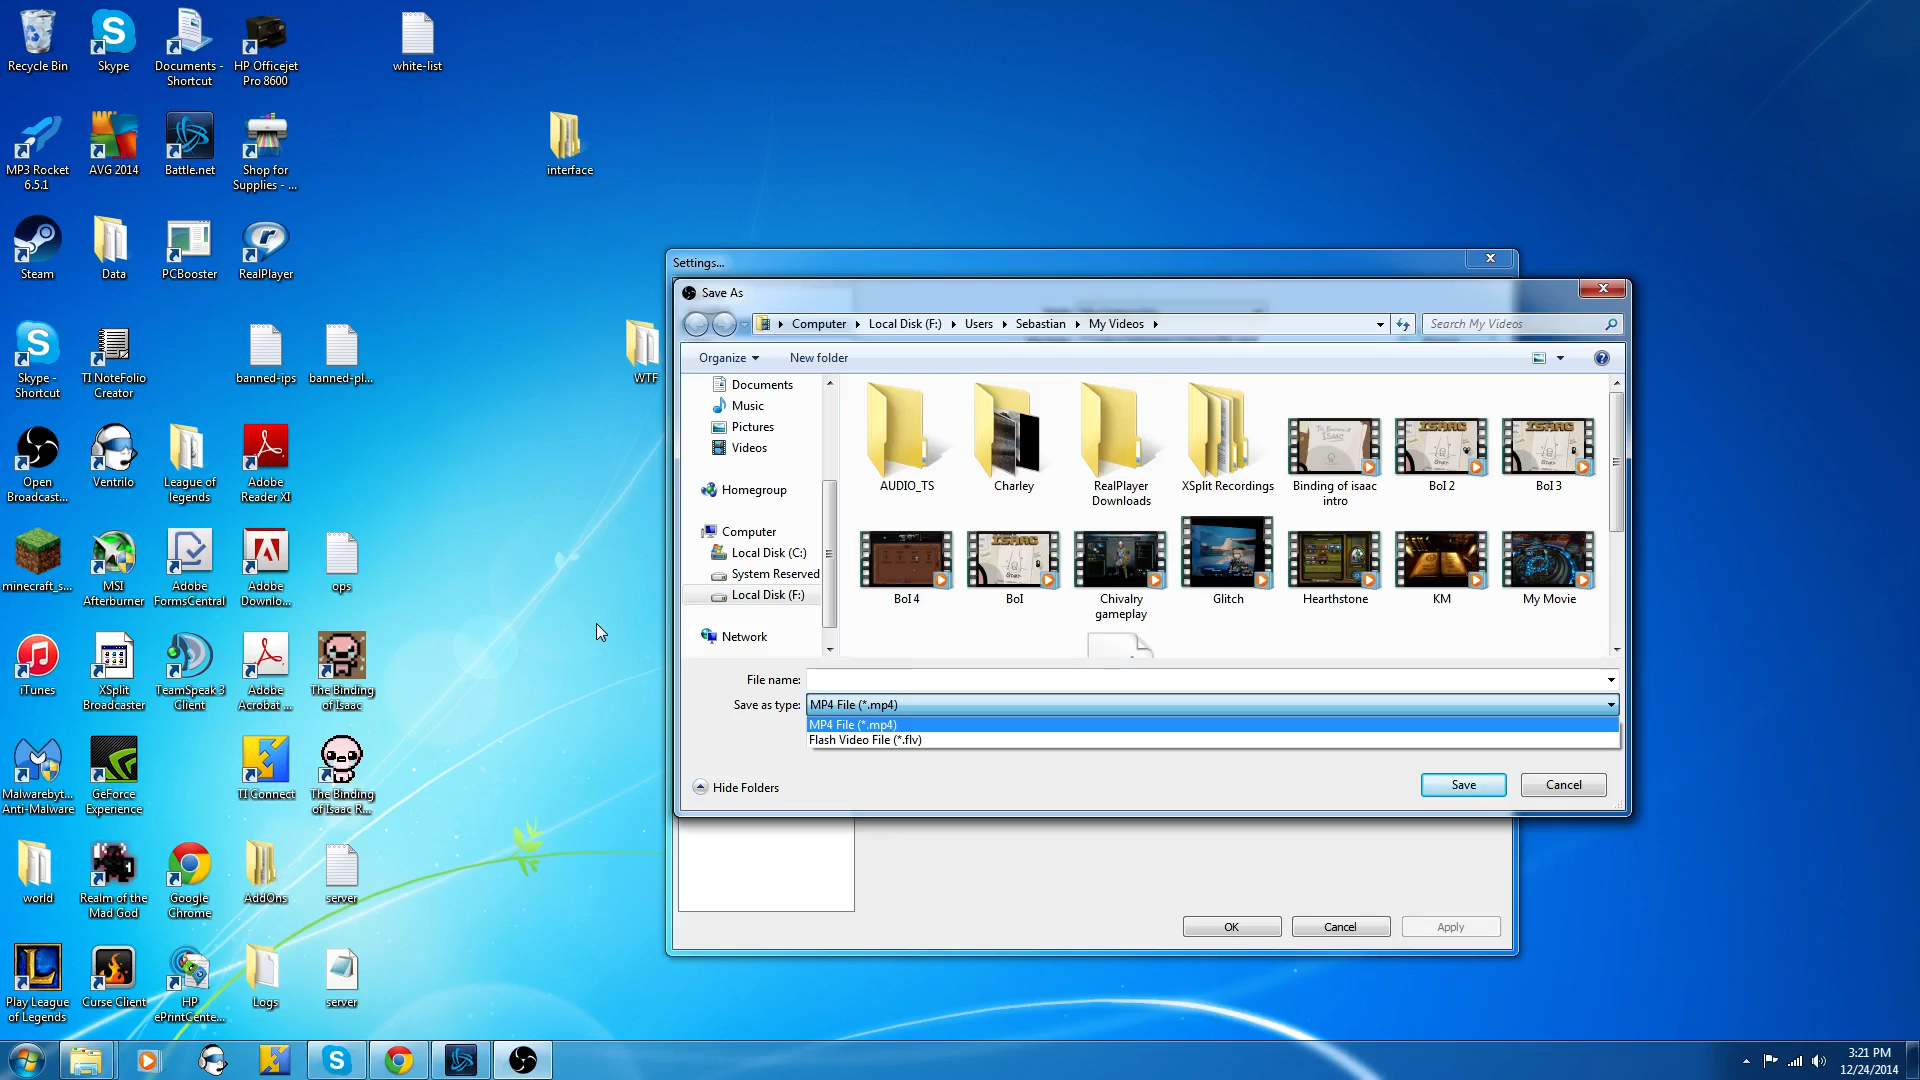 Recycle Bin
Skype
Documents -
Shortcut
HP Officejet
Pro 8600
white-list
MP3 Rocket
6.5.1
AVG 2014
Battle.net
Shop for
Supplies - ...
interface
Steam
Data
PCBooster
RealPlayer
Skype -
Shortcut
TI NoteFolio
Creator
banned-ips
banned-pl...
WTF
Open
Broadcast...
Ventrilo
League of
legends
Adobe
Reader XI
minecraft_s...
MSI
Afterburner
Adobe
FormsCentral
Adobe
Downlo...
ops
iTunes
XSplit
Broadcaster
TeamSpeak 3
Client
Adobe
Acrobat ...
The Binding
of Isaac
Malwarebyt...
Anti-Malware
GeForce
Experience
TI Connect
The Binding
of Isaac R...
world
Realm of the
Mad God
Google
Chrome
AddOns
server
Play League
of Legends
Curse Client
HP
ePrintCente...
Logs
server
Settings...
Save As
Computer
Local Disk (F:)
Users
Sebastian
My Videos
Search My Videos
Organize
New folder
Documents
Music
Pictures
Videos
Homegroup
Computer
Local Disk (C:)
System Reserved
Local Disk (F:)
Network
AUDIO_TS
Charley
RealPlayer
Downloads
XSplit Recordings
Binding of isaac
intro
BoI 2
BoI 3
BoI 4
BoI
Chivalry
gameplay
Glitch
Hearthstone
KM
My Movie
File name:
Save as type:
MP4 File (*.mp4)
MP4 File (*.mp4)
Flash Video File (*.flv)
Hide Folders
Save
Cancel
OK
Cancel
Apply
3:21 PM
12/24/2014